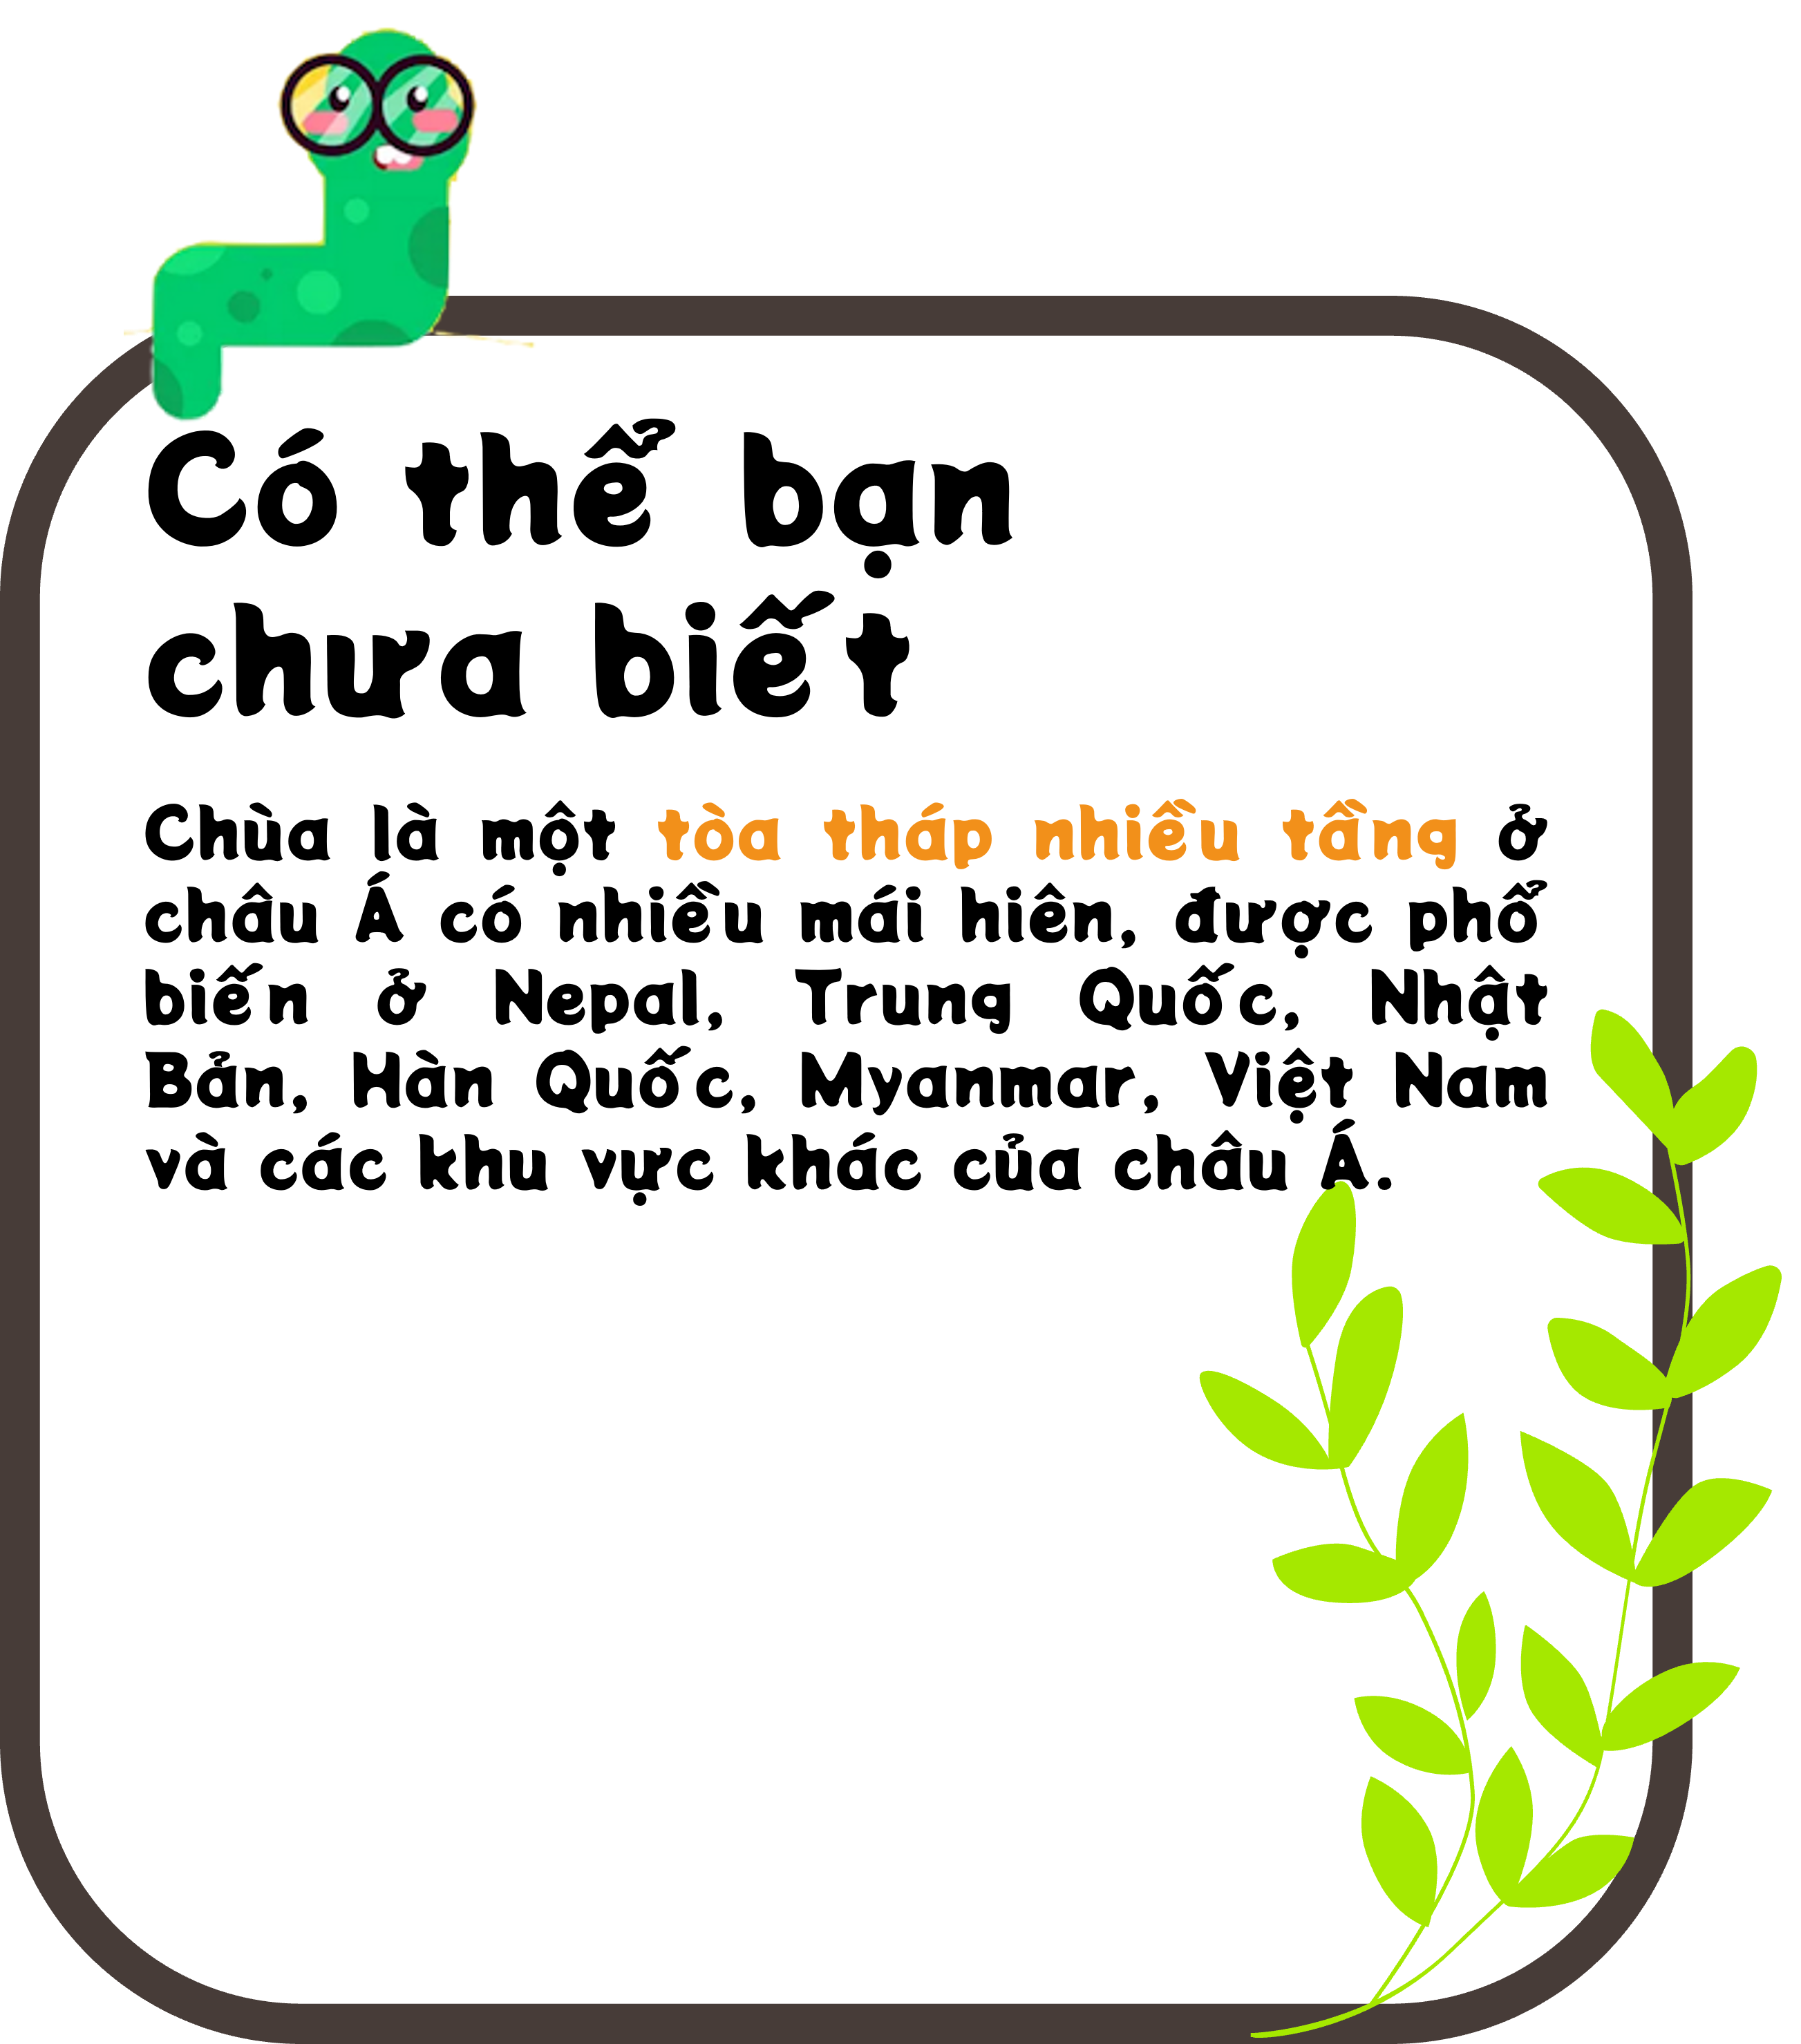 Có thể bạn
chưa biết
Chùa là một tòa tháp nhiều tầng ở
châu Á có nhiều mái hiên, được phổ
biến ở Nepal, Trung Quốc, Nhật
Bản, Hàn Quốc, Myanmar, Việt Nam
và các khu vực khác của châu Á.